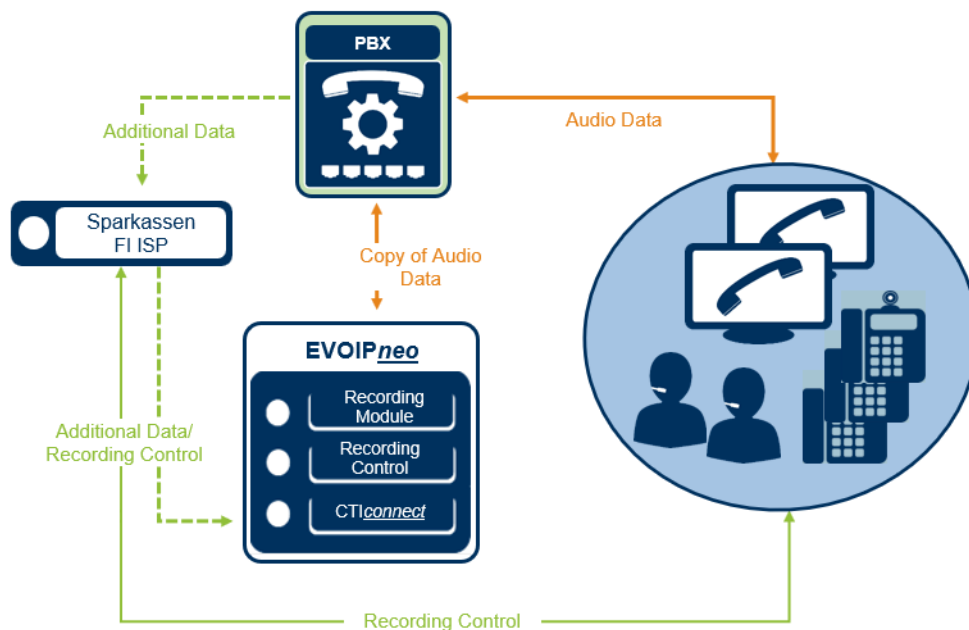 PBX
Audio Data
Additional Data
Sparkassen
FI ISP
Copy of Audio
Data
EVOIPneo
Recording
Module
Recording
Control
CTIconnect
Additional Data/
Recording Control
Recording Control